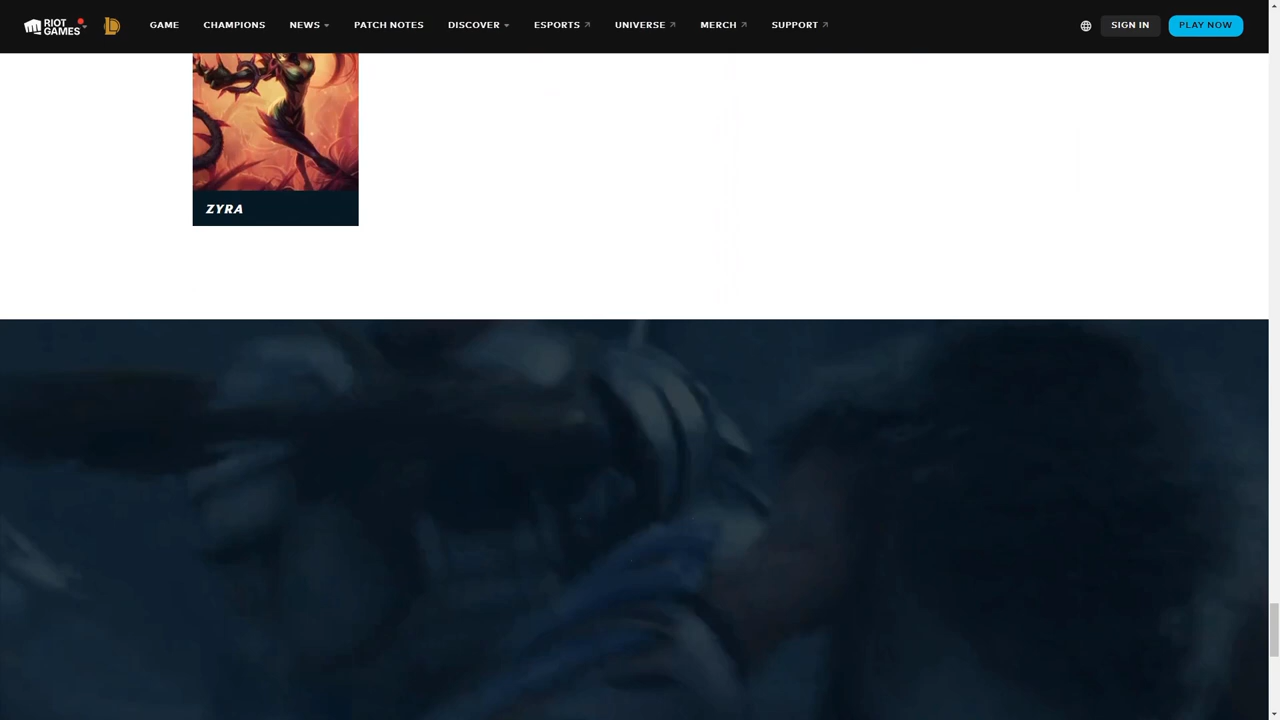 RIOT GAMES
GAME
CHAMPIONS
NEWS
PATCH NOTES
DISCOVER
ESPORTS
UNIVERSE
MERCH
SUPPORT
SIGN IN
PLAY NOW
ZYRA